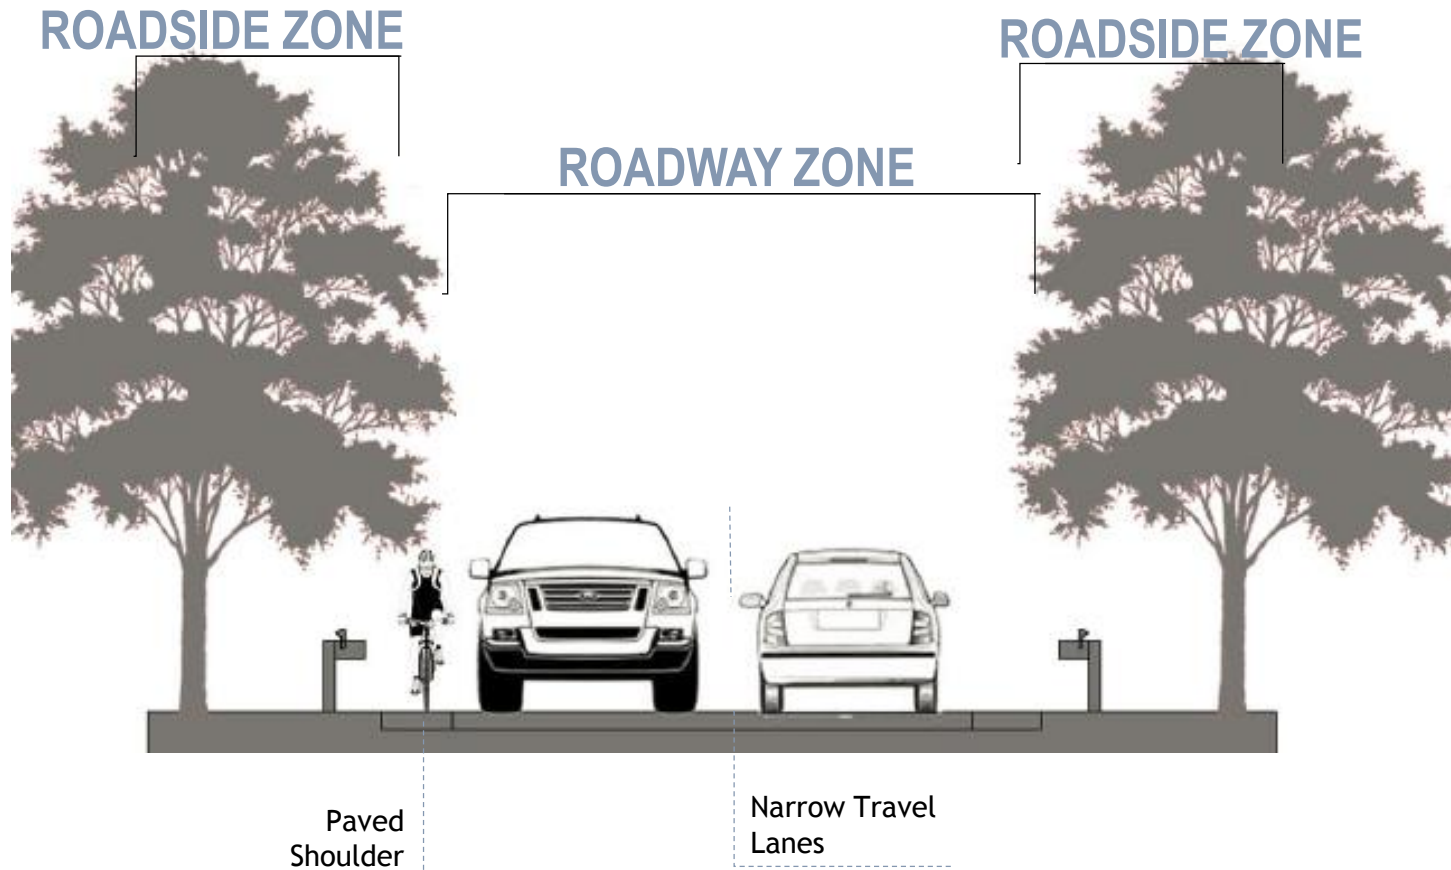 ROADSIDE ZONE
ROADSIDE ZONE
ROADWAY ZONE
Paved
Shoulder
Narrow Travel
Lanes